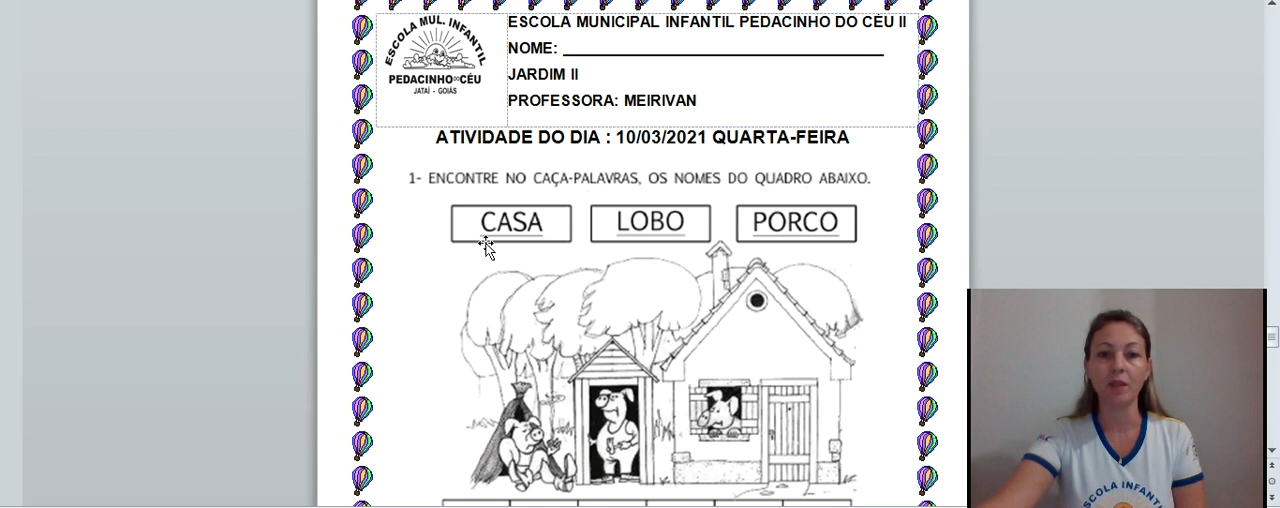 ESCOLA MUL. INFANTIL
PEDACINHO DO CÉU
JATAÍ - GOIÁS
ESCOLA MUNICIPAL INFANTIL PEDACINHO DO CÉU II
NOME: ________________________________________
JARDIM II
PROFESSORA: MEIRIVAN
ATIVIDADE DO DIA : 10/03/2021 QUARTA-FEIRA
1- ENCONTRE NO CAÇA-PALAVRAS, OS NOMES DO QUADRO ABAIXO.
CASA LOBO PORCO
ESCOLA INFANTI